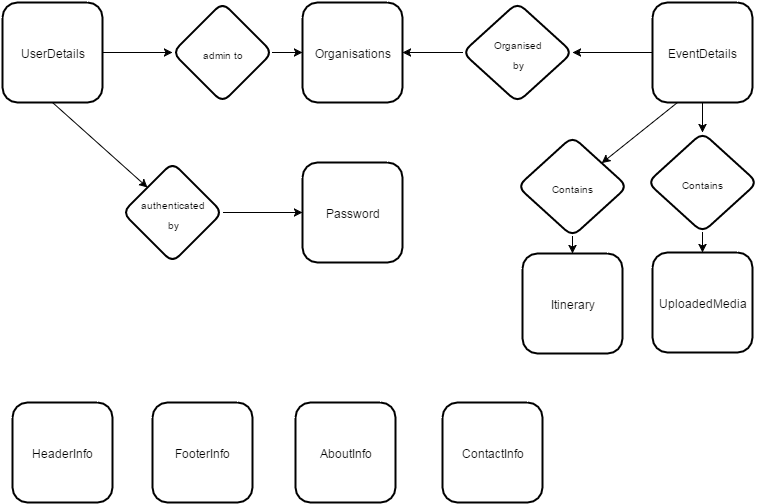 UserDetails
admin to
Organisations
Organised
by
EventDetails
authenticated
by
Password
Contains
Contains
Itinerary
UploadedMedia
HeaderInfo
FooterInfo
AboutInfo
ContactInfo